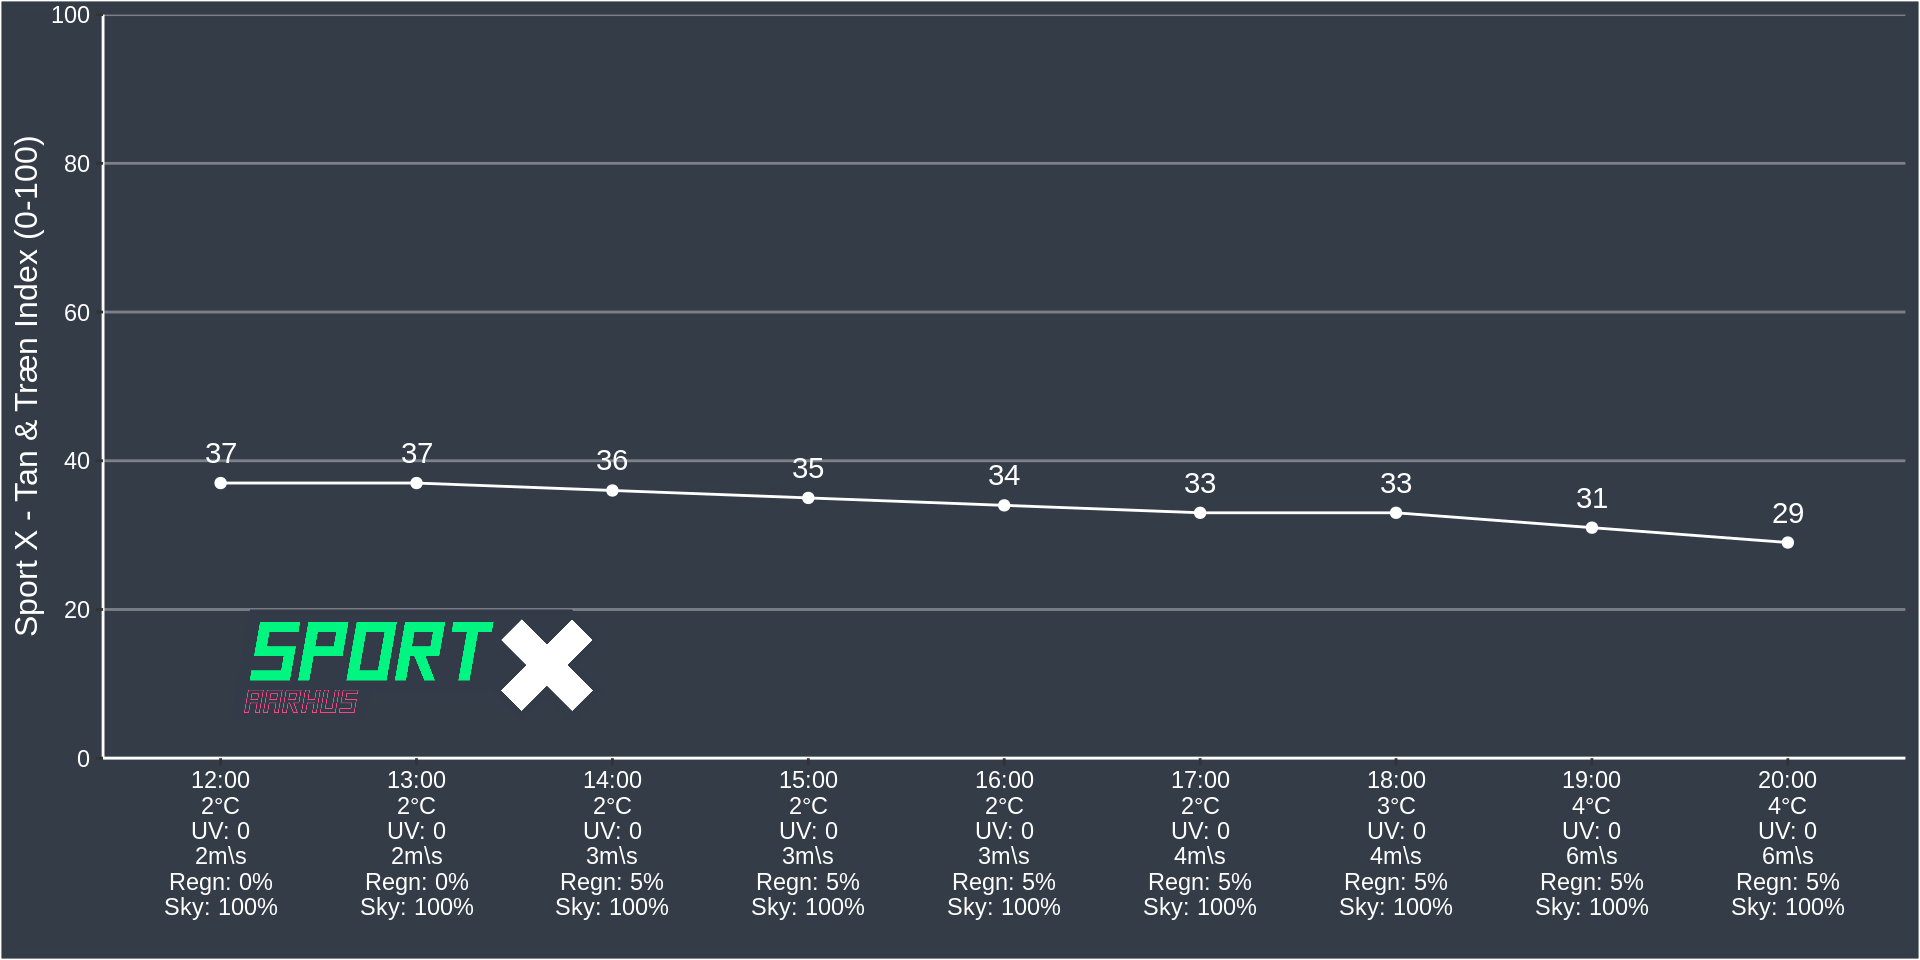 Sport X - Tan & Træn Index (0-100)
100
80
60
40
20
0
37 37 36 35 34 33 33 31 29
SPORT X
AARHUS
12:00 13:00 14:00 15:00 16:00 17:00 18:00 19:00 20:00
2°C 2°C 2°C 2°C 2°C 2°C 3°C 4°C 4°C
UV: 0 UV: 0 UV: 0 UV: 0 UV: 0 UV: 0 UV: 0 UV: 0 UV: 0
2m\s 2m\s 3m\s 3m\s 3m\s 4m\s 4m\s 6m\s 6m\s
Regn: 0% Regn: 0% Regn: 5% Regn: 5% Regn: 5% Regn: 5% Regn: 5% Regn: 5% Regn: 5%
Sky: 100% Sky: 100% Sky: 100% Sky: 100% Sky: 100% Sky: 100% Sky: 100% Sky: 100% Sky: 100%